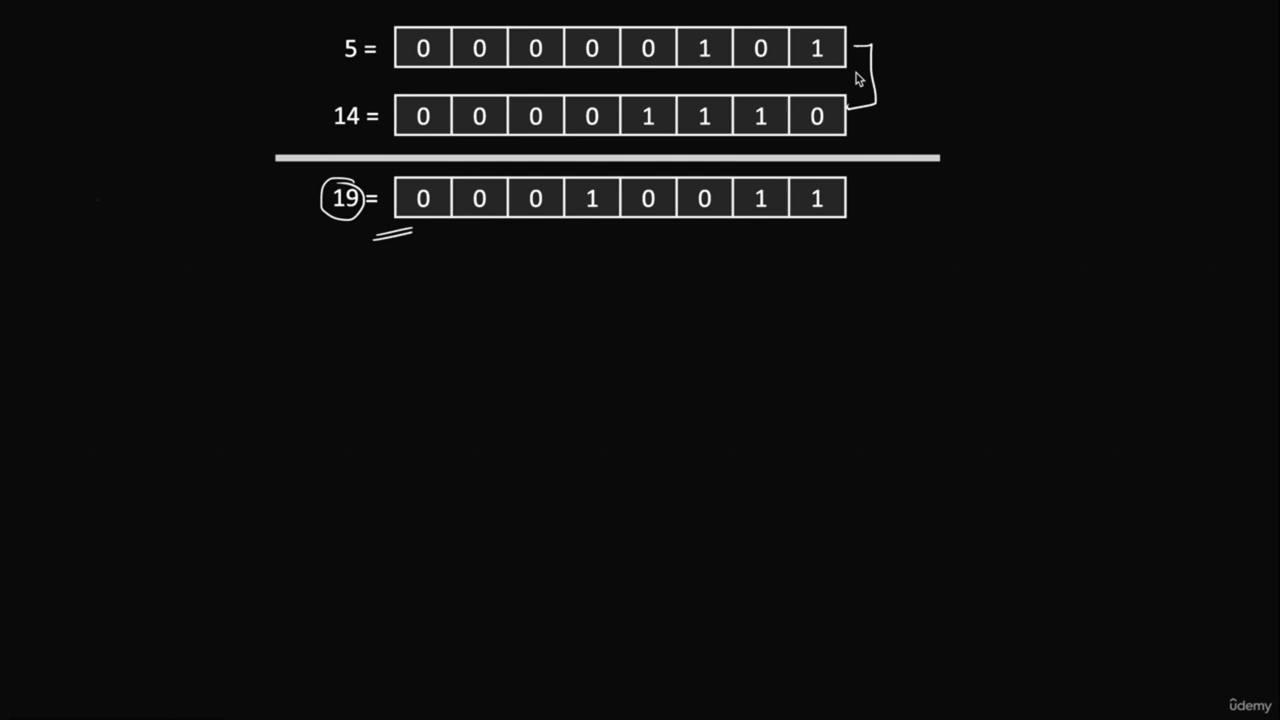 5 = 0 0 0 0 0 1 0 1
14 = 0 0 0 0 1 1 1 0
19 = 0 0 0 1 0 0 1 1
ûdemy